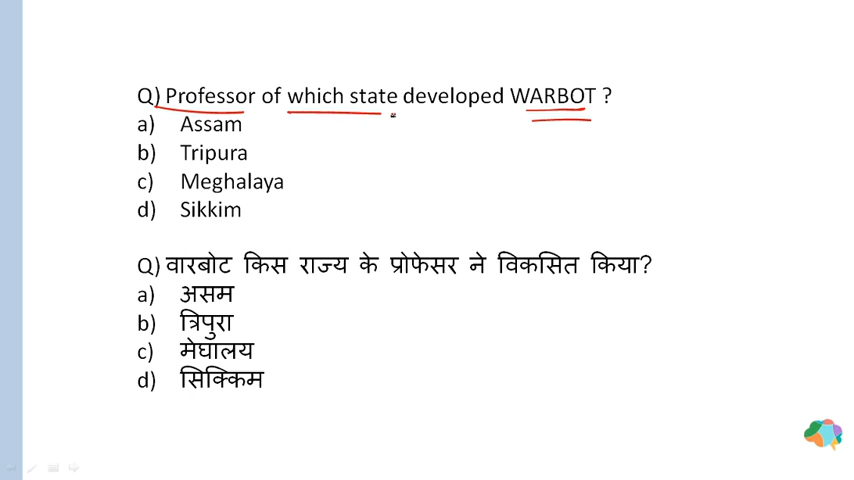 Q) Professor of which state developed WARBOT ?
a) Assam
b) Tripura
c) Meghalaya
d) Sikkim
Q) वारबोट किस राज्य के प्रोफेसर ने विकसित किया?
a) असम
b) त्रिपुरा
c) मेघालय
d) सिक्किम